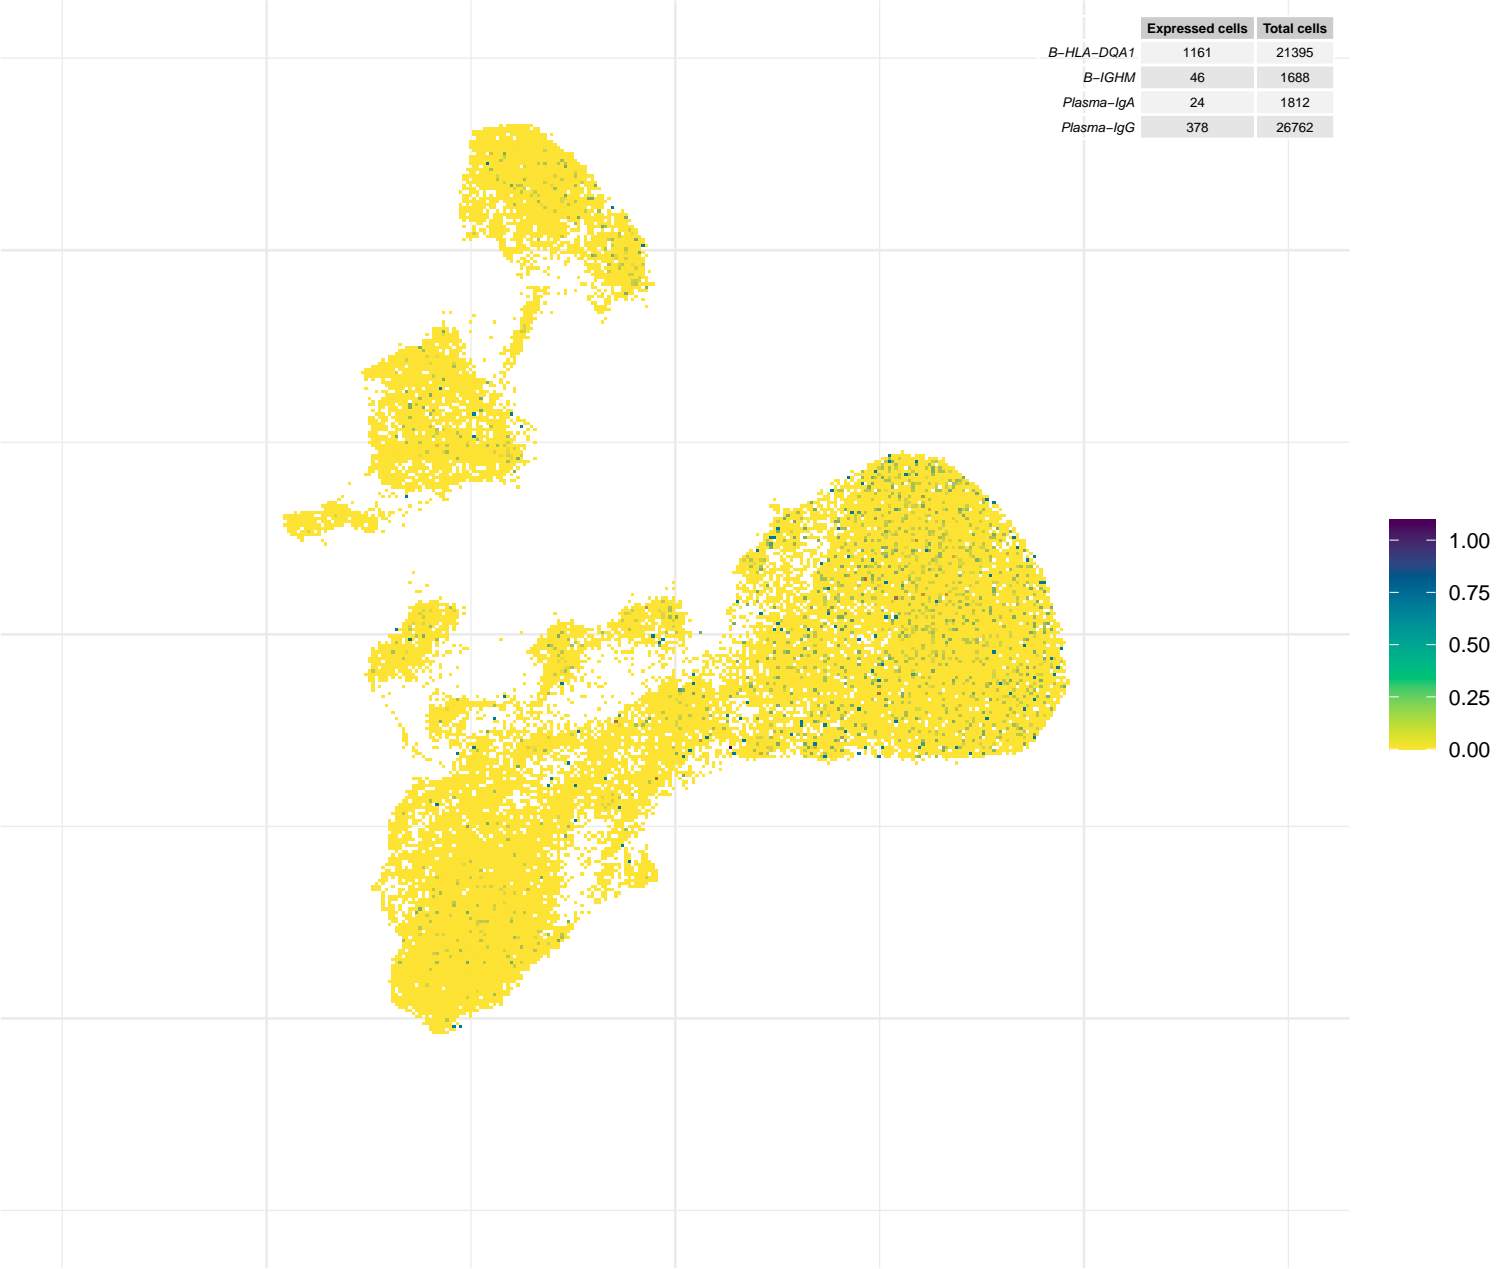 Expressed cells Total cells
B−HLA−DQA1 1161 21395
B−IGHM 46 1688
Plasma−IgA 24 1812
Plasma−IgG 378 26762
1.00
0.75
0.50
0.25
0.00